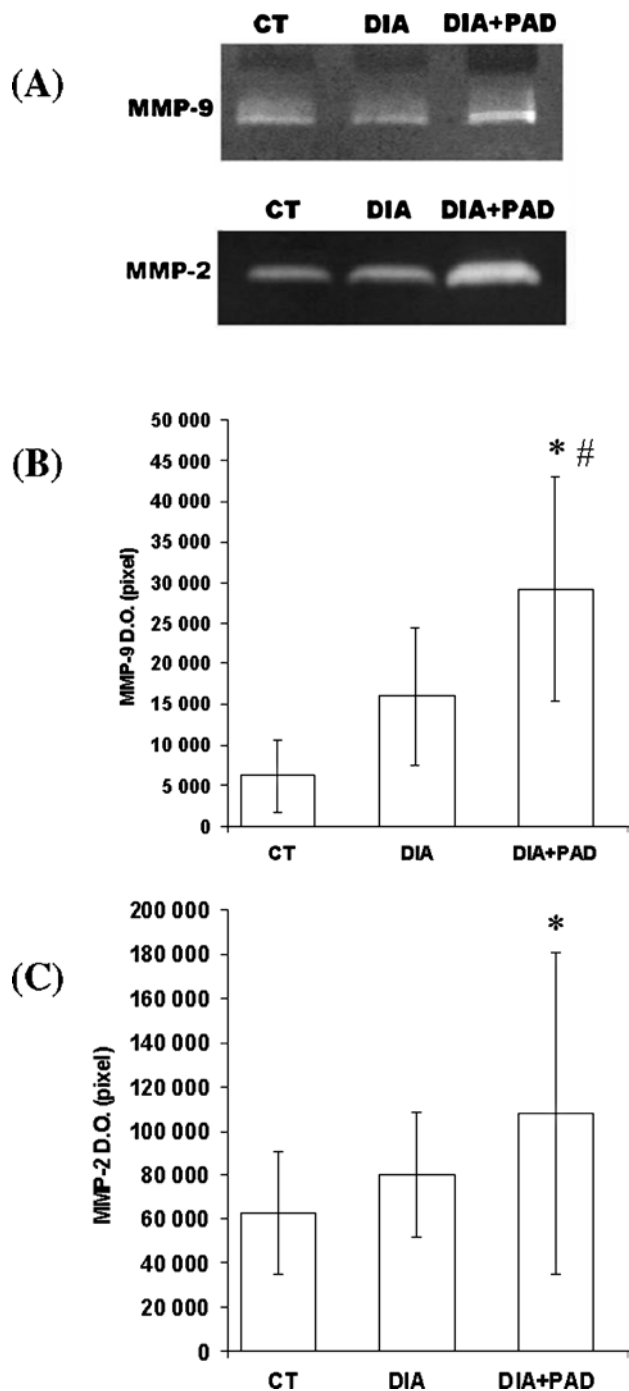 CT DIA DIA+PAD
(A)
MMP-9
CT DIA DIA+PAD
MMP-2
(B)
MMP-9 D.O. (pixel)
50 000
45 000
40 000
35 000
30 000
25 000
20 000
15 000
10 000
5 000
0
* #
CT DIA DIA+PAD
(C)
MMP-2 D.O. (pixel)
200 000
180 000
160 000
140 000
120 000
100 000
80 000
60 000
40 000
20 000
0
*
CT DIA DIA+PAD